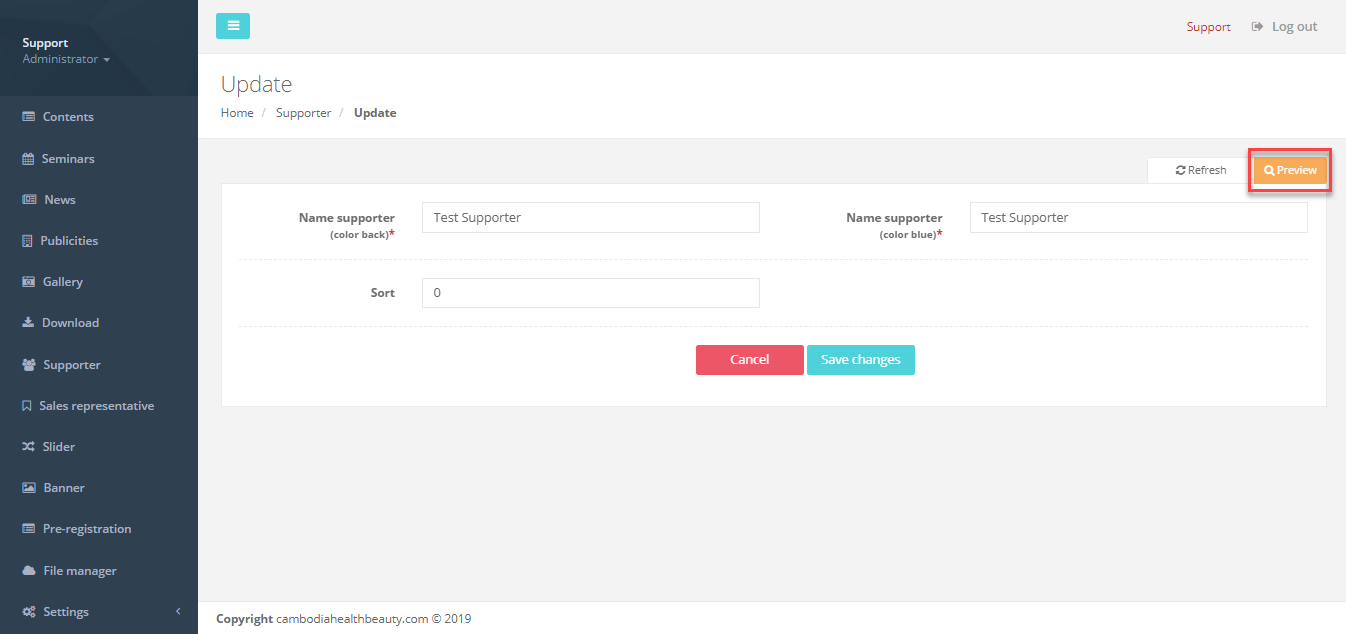 Support
Administrator
Contents
Seminars
News
Publicities
Gallery
Download
Supporter
Sales representative
Slider
Banner
Pre-registration
File manager
Settings
Support Log out
Update
Home / Supporter / Update
Refresh Preview
Name supporter Test Supporter Name supporter Test Supporter
(color back)* (color blue)*
Sort 0
Cancel Save changes
Copyright cambodiahealthbeauty.com © 2019